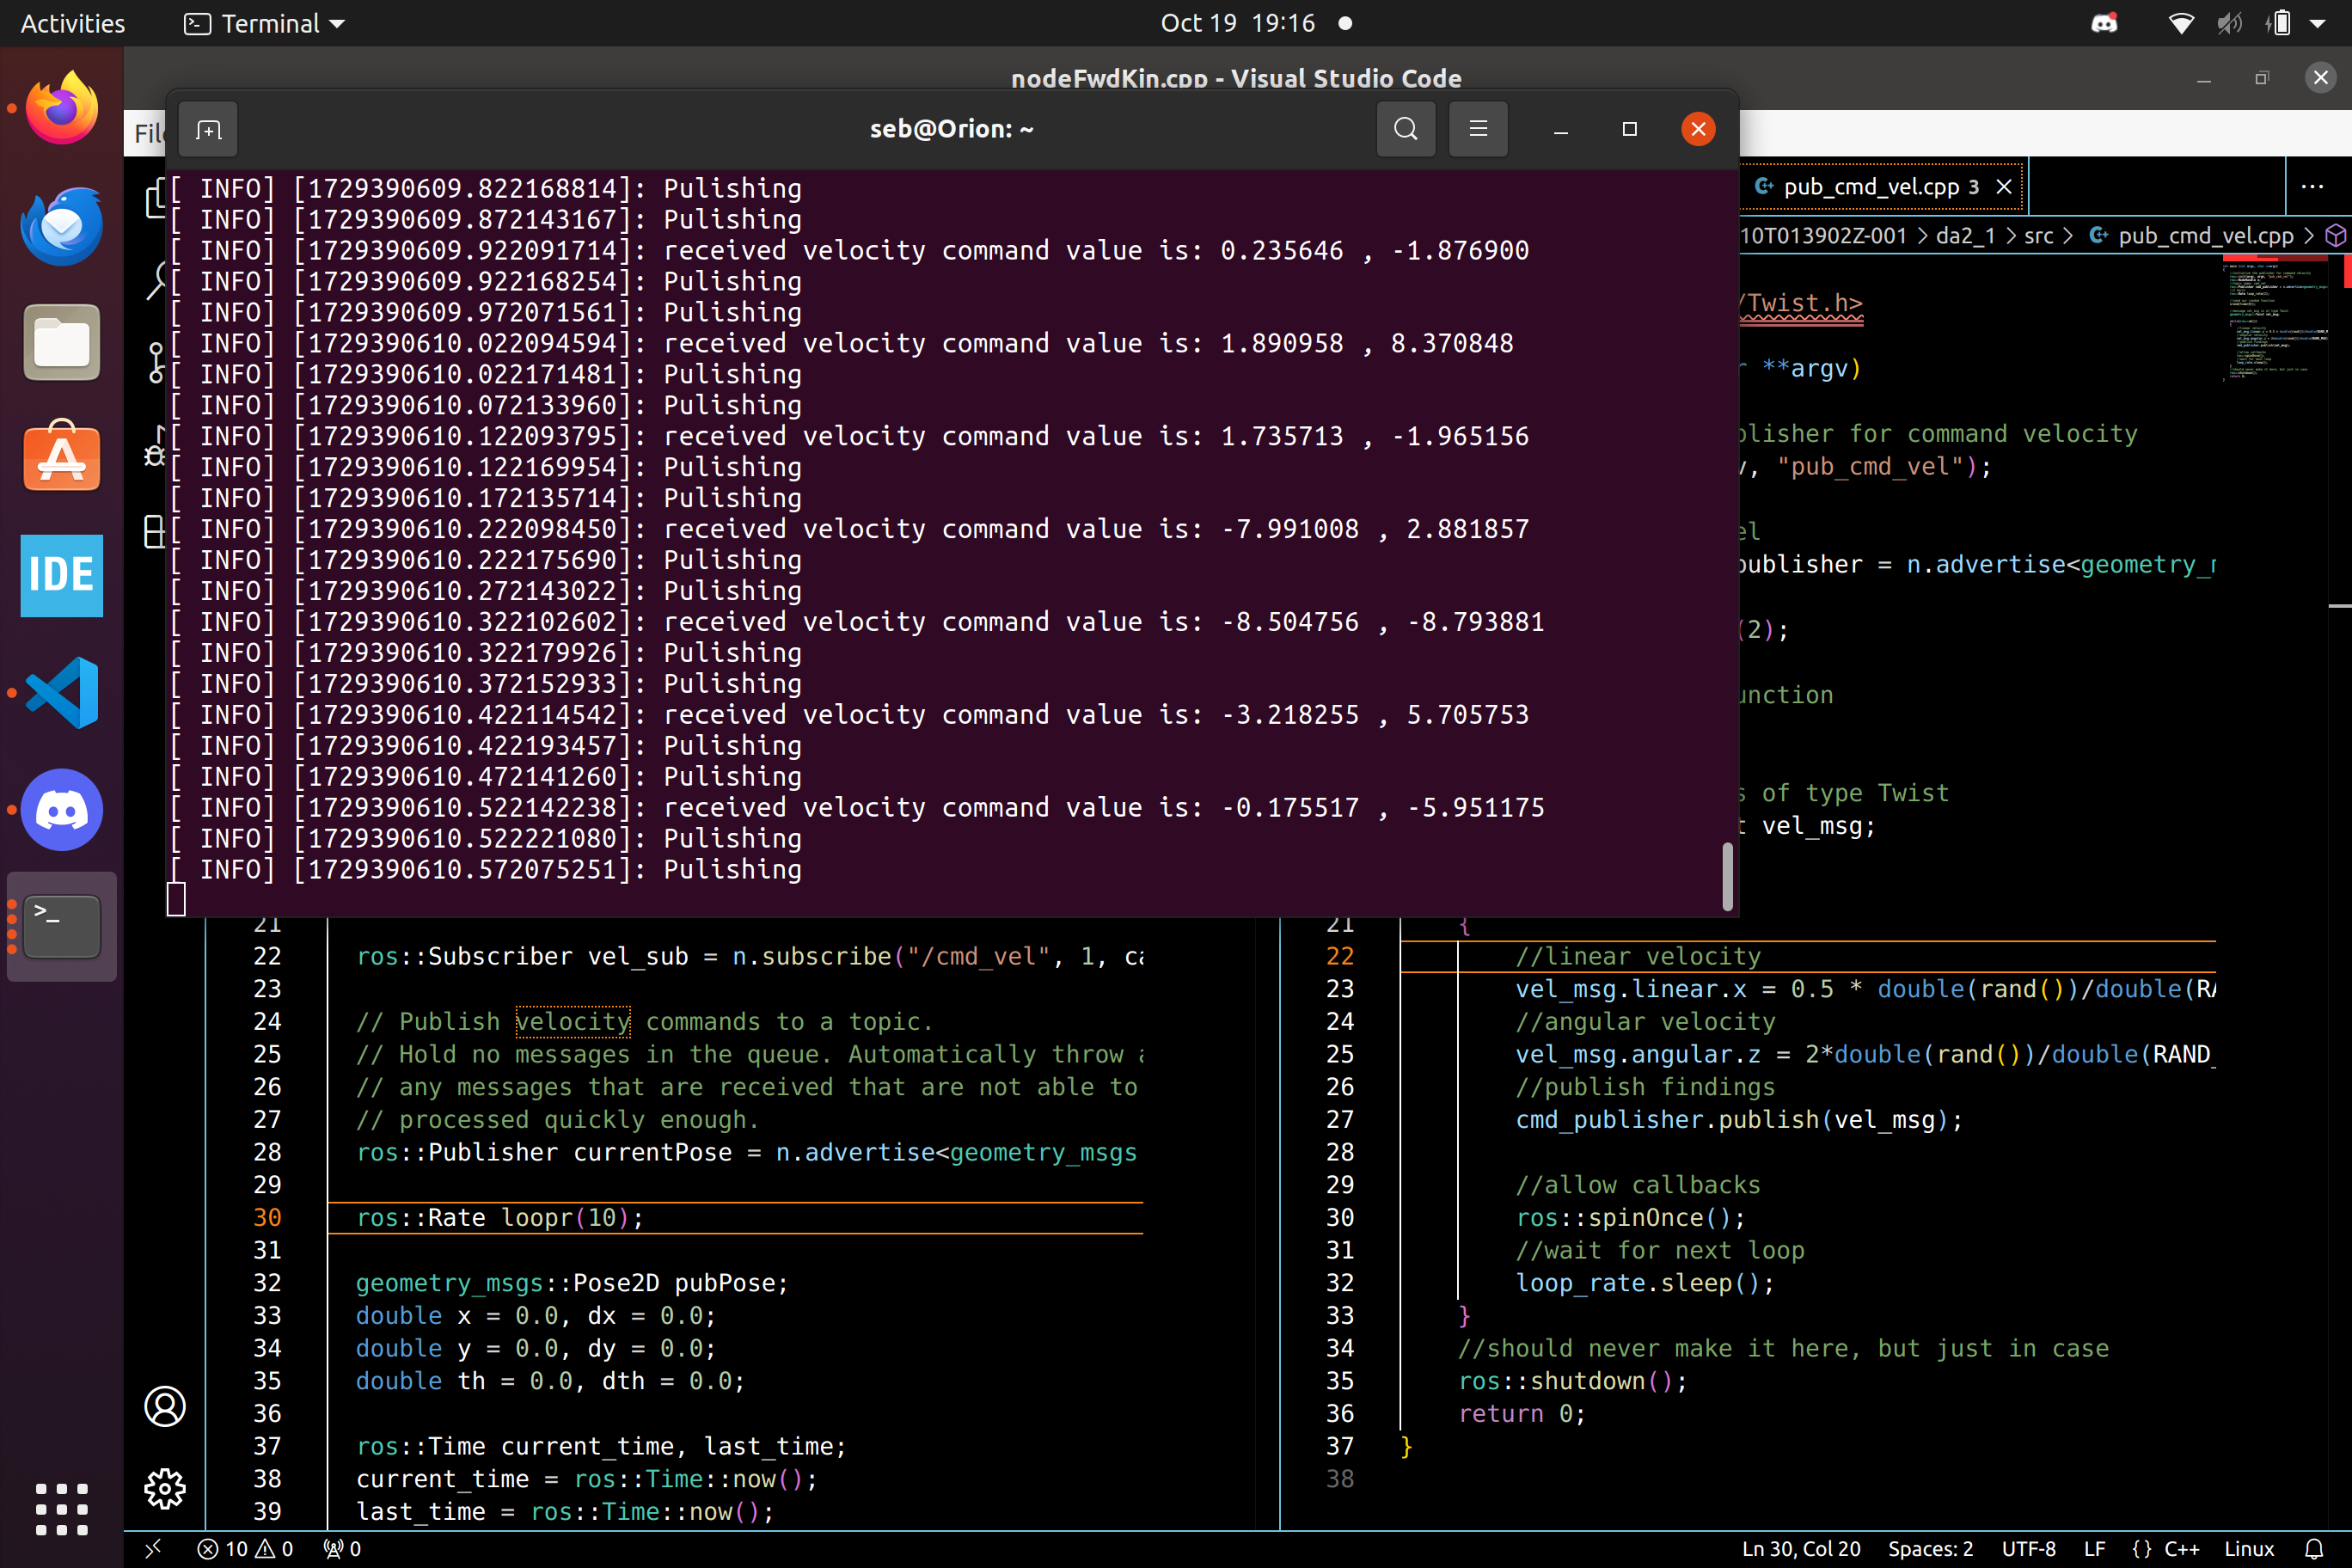 Activities
Terminal
Oct 19 19:16
nodeFwdKin.cpp - Visual Studio Code
seb@Orion: ~
[ INFO] [1729390609.822168814]: Pulishing
[ INFO] [1729390609.872143167]: Pulishing
[ INFO] [1729390609.922091714]: received velocity command value is: 0.235646 , -1.876900
[ INFO] [1729390609.922168254]: Pulishing
[ INFO] [1729390609.972071561]: Pulishing
[ INFO] [1729390610.022094594]: received velocity command value is: 1.890958 , 8.370848
[ INFO] [1729390610.022171481]: Pulishing
[ INFO] [1729390610.072133960]: Pulishing
[ INFO] [1729390610.122093795]: received velocity command value is: 1.735713 , -1.965156
[ INFO] [1729390610.122169954]: Pulishing
[ INFO] [1729390610.172135714]: Pulishing
[ INFO] [1729390610.222098450]: received velocity command value is: -7.991008 , 2.881857
[ INFO] [1729390610.222175690]: Pulishing
[ INFO] [1729390610.272143022]: Pulishing
[ INFO] [1729390610.322102602]: received velocity command value is: -8.504756 , -8.793881
[ INFO] [1729390610.322179926]: Pulishing
[ INFO] [1729390610.372152933]: Pulishing
[ INFO] [1729390610.422114542]: received velocity command value is: -3.218255 , 5.705753
[ INFO] [1729390610.422193457]: Pulishing
[ INFO] [1729390610.472141260]: Pulishing
[ INFO] [1729390610.522142238]: received velocity command value is: -0.175517 , -5.951175
[ INFO] [1729390610.522221080]: Pulishing
[ INFO] [1729390610.572075251]: Pulishing
IDE
21
22 ros::Subscriber vel_sub = n.subscribe("/cmd_vel", 1, ca
23
24 // Publish velocity commands to a topic.
25 // Hold no messages in the queue. Automatically throw a
26 // any messages that are received that are not able to
27 // processed quickly enough.
28 ros::Publisher currentPose = n.advertise<geometry_msgs
29
30 ros::Rate loopr(10);
31
32 geometry_msgs::Pose2D pubPose;
33 double x = 0.0, dx = 0.0;
34 double y = 0.0, dy = 0.0;
35 double th = 0.0, dth = 0.0;
36
37 ros::Time current_time, last_time;
38 current_time = ros::Time::now();
39 last_time = ros::Time::now();
pub_cmd_vel.cpp 3
10T013902Z-001 > da2_1 > src > pub_cmd_vel.cpp >
/Twist.h>
**argv)
blisher for command velocity
, "pub_cmd_vel");
el
publisher = n.advertise<geometry_m
(2);
unction
s of type Twist
vel_msg;
21 {
22 //linear velocity
23 vel_msg.linear.x = 0.5 * double(rand())/double(RA
24 //angular velocity
25 vel_msg.angular.z = 2*double(rand())/double(RAND_
26 //publish findings
27 cmd_publisher.publish(vel_msg);
28
29 //allow callbacks
30 ros::spinOnce();
31 //wait for next loop
32 loop_rate.sleep();
33 }
34 //should never make it here, but just in case
35 ros::shutdown();
36 return 0;
37 }
38
10 0 0
Ln 30, Col 20 Spaces: 2 UTF-8 LF {} C++ Linux